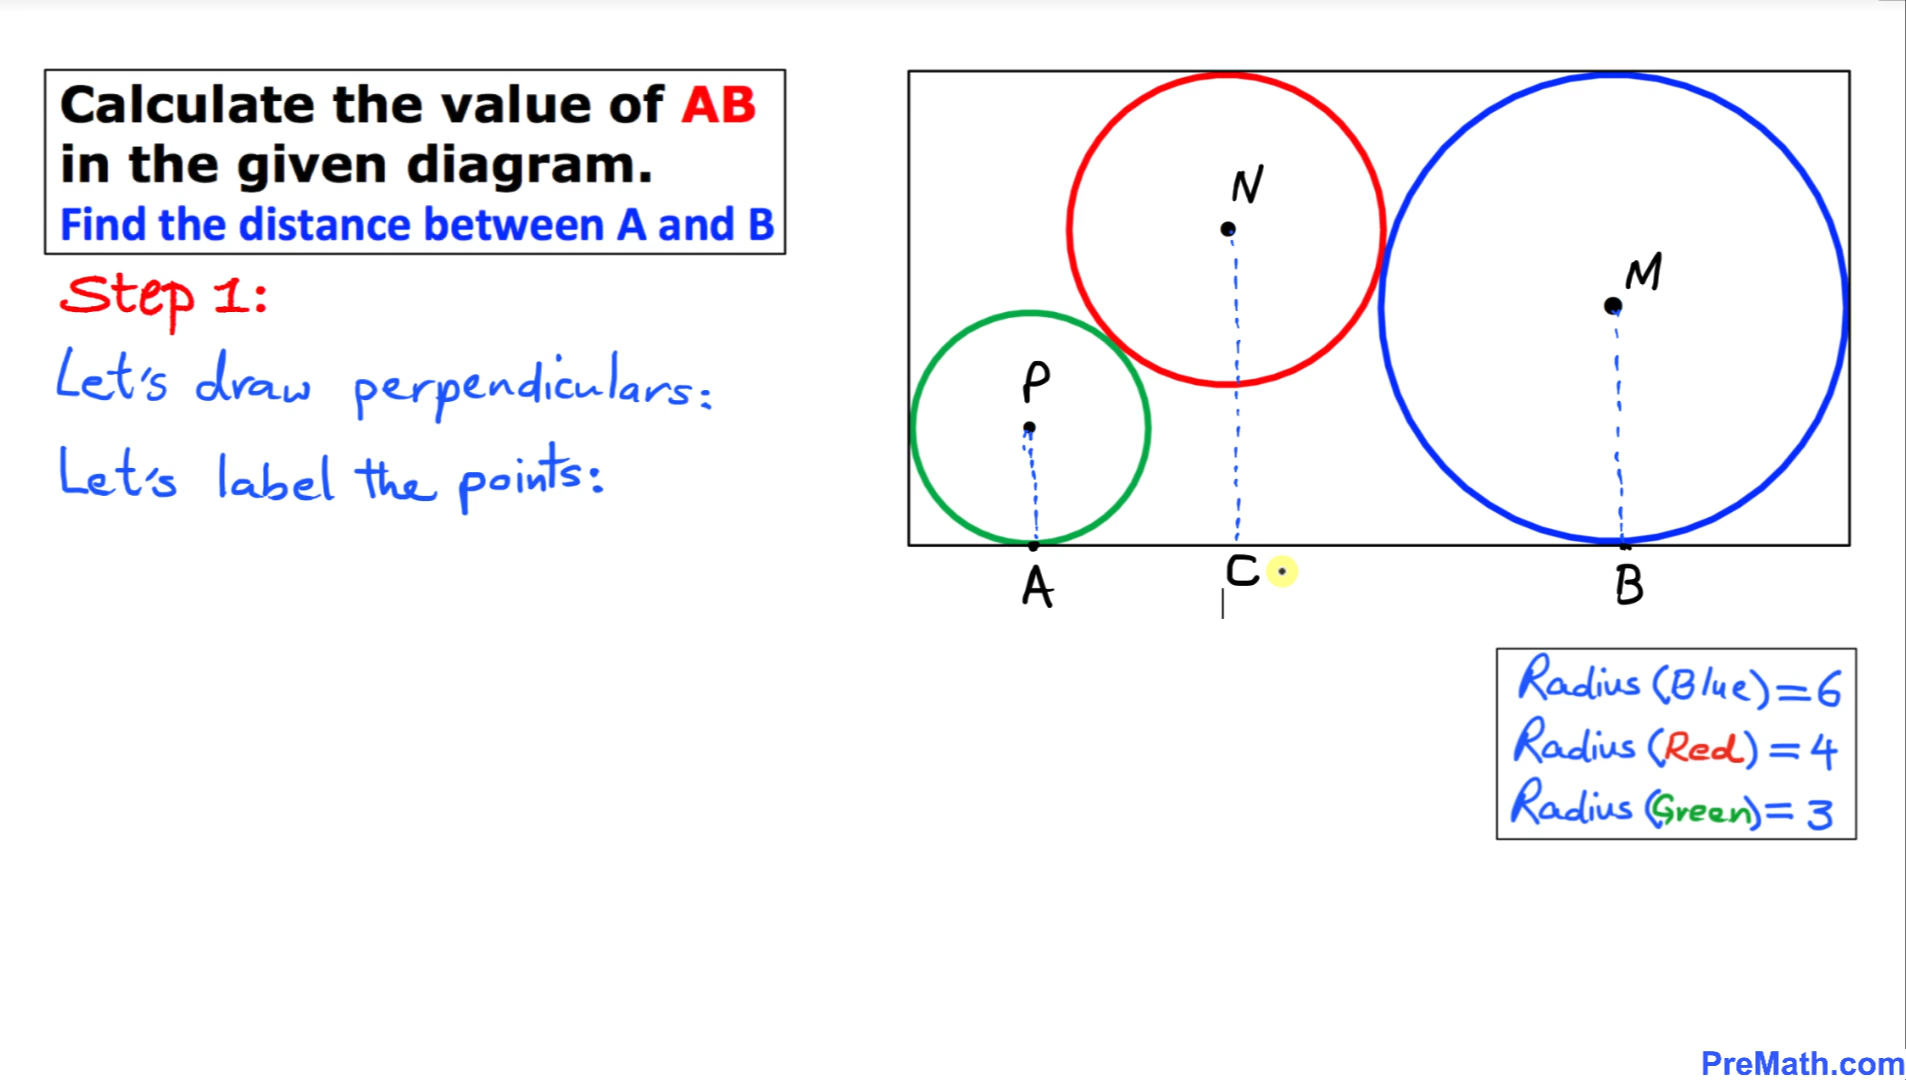 Calculate the value of AB
in the given diagram.
Find the distance between A and B
Step 1:
Let's draw perpendiculars:
Let's label the points:
N
M
P
A
C
B
Radius (Blue) = 6
Radius (Red) = 4
Radius (Green) = 3
PreMath.com